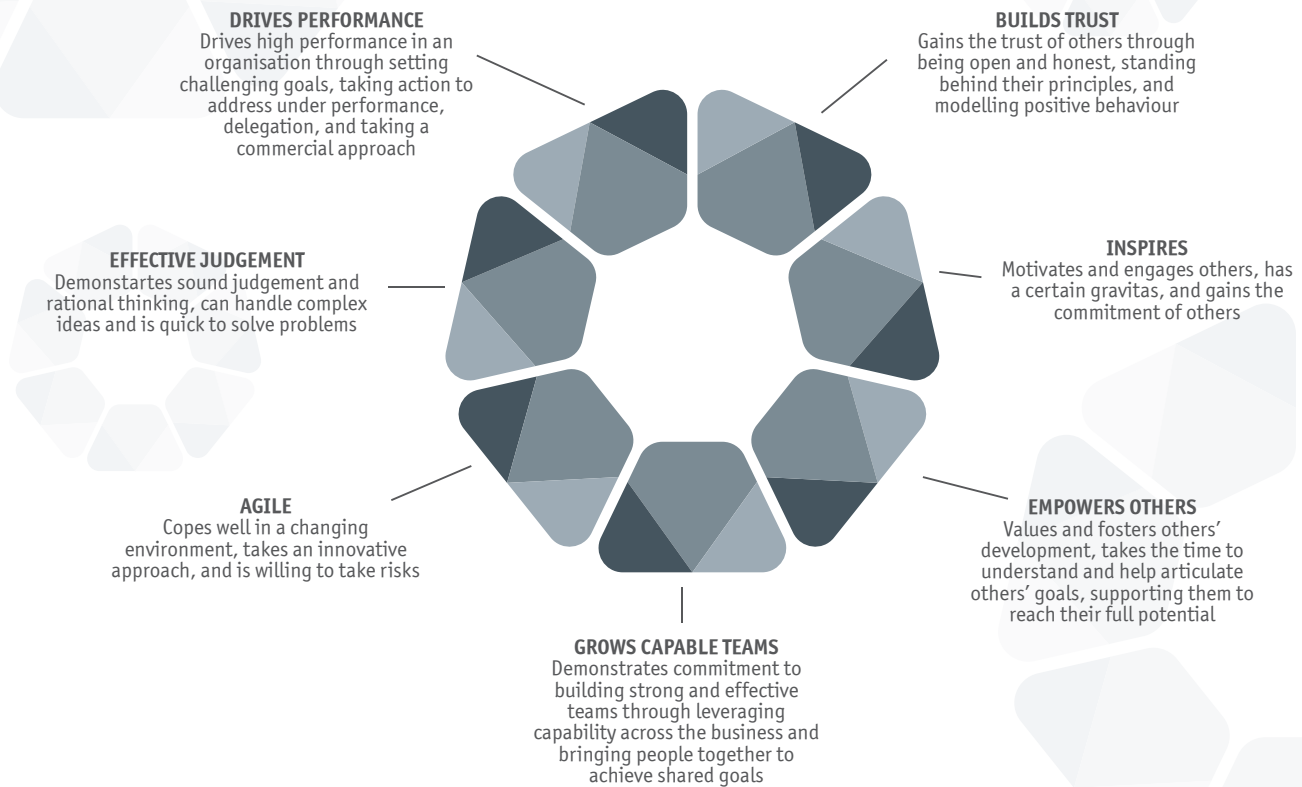 DRIVES PERFORMANCE
Drives high performance in an
organisation through setting
challenging goals, taking action to
address under performance,
delegation, and taking a
commercial approach
BUILDS TRUST
Gains the trust of others through
being open and honest, standing
behind their principles, and
modelling positive behaviour
EFFECTIVE JUDGEMENT
Demonstartes sound judgement and
rational thinking, can handle complex
ideas and is quick to solve problems
INSPIRES
Motivates and engages others, has
a certain gravitas, and gains the
commitment of others
AGILE
Copes well in a changing
environment, takes an innovative
approach, and is willing to take risks
EMPOWERS OTHERS
Values and fosters others’
development, takes the time to
understand and help articulate
others’ goals, supporting them to
reach their full potential
GROWS CAPABLE TEAMS
Demonstrates commitment to
building strong and effective
teams through leveraging
capability across the business and
bringing people together to
achieve shared goals